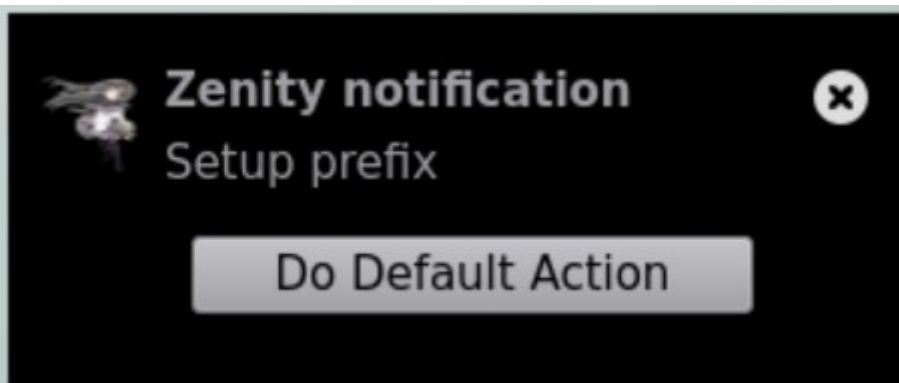 Zenity notification
Setup prefix
Do Default Action